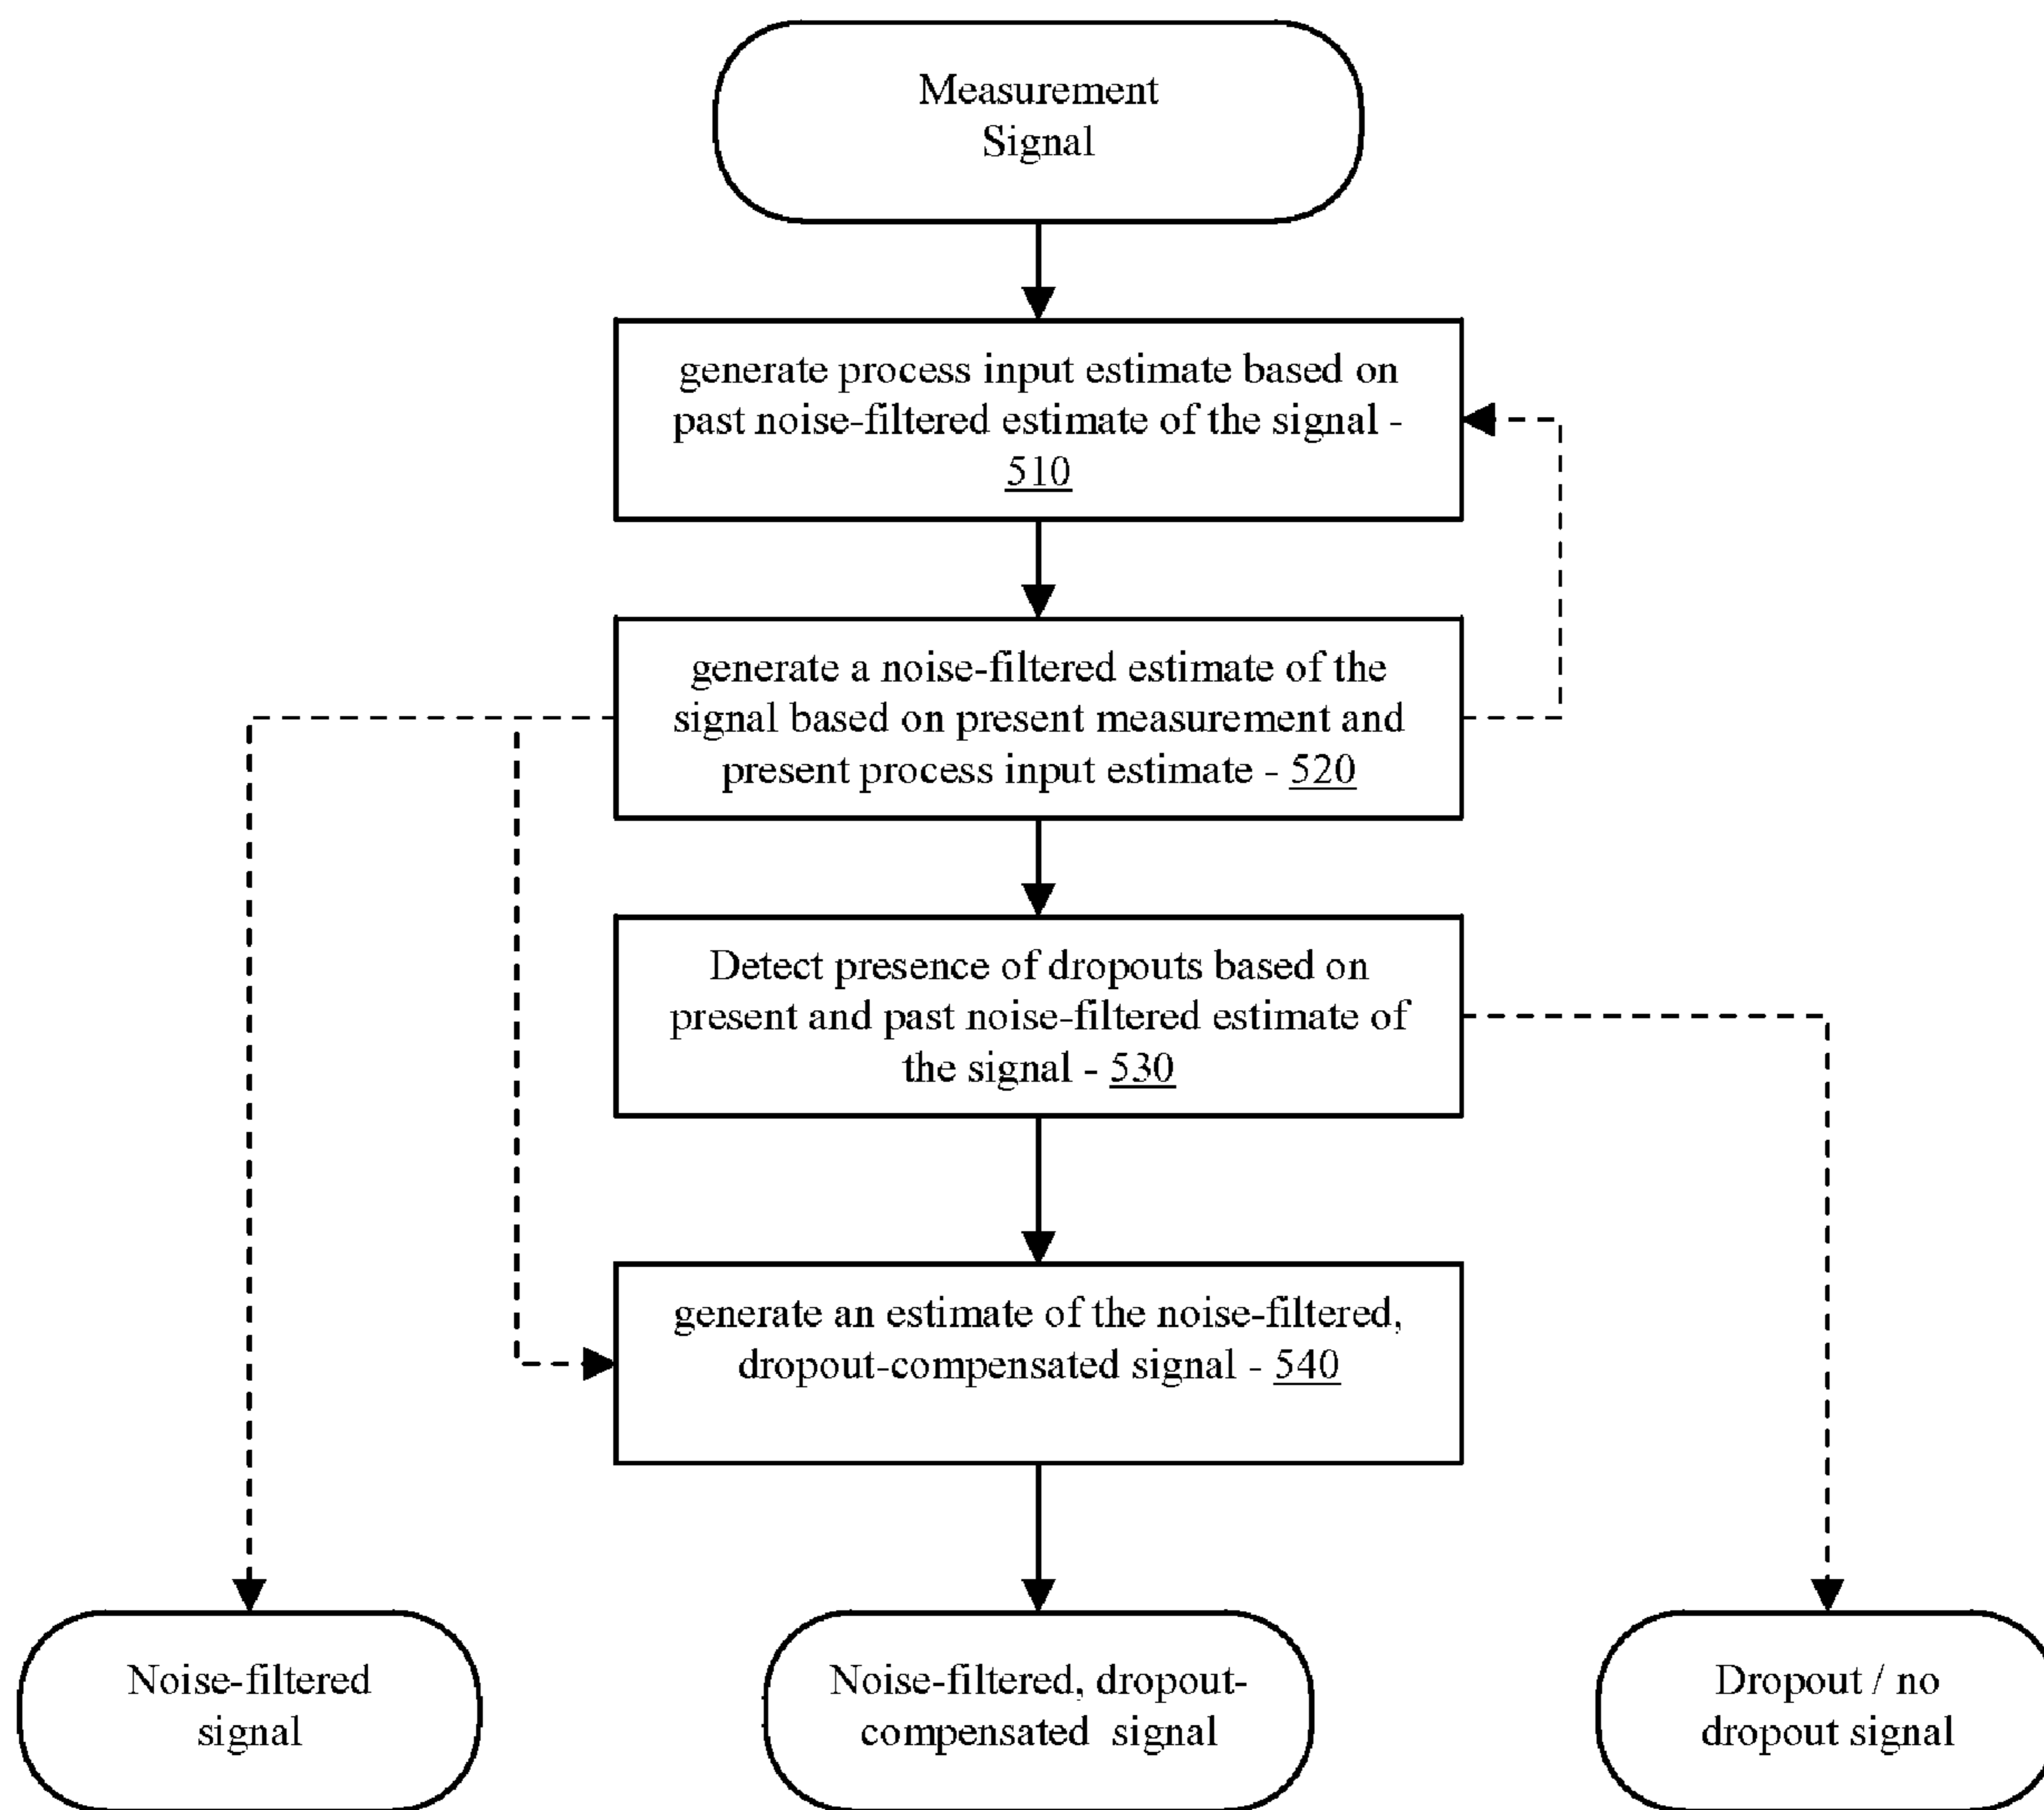 Measurement
Signal
generate process input estimate based on
past noise-filtered estimate of the signal -
510
generate a noise-filtered estimate of the
signal based on present measurement and
present process input estimate - 520
Detect presence of dropouts based on
present and past noise-filtered estimate of
the signal - 530
generate an estimate of the noise-filtered,
dropout-compensated signal - 540
Noise-filtered
signal
Noise-filtered, dropout-
compensated signal
Dropout / no
dropout signal